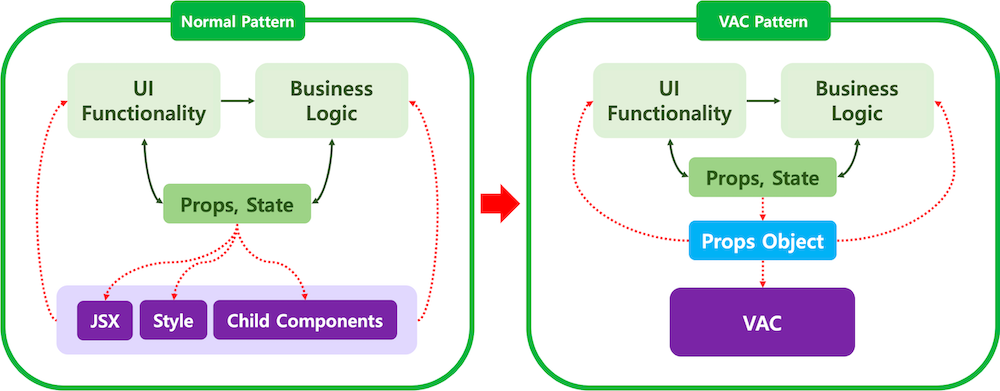 Normal Pattern
UI
Functionality
Business
Logic
Props, State
JSX
Style
Child Components
VAC Pattern
UI
Functionality
Business
Logic
Props, State
Props Object
VAC